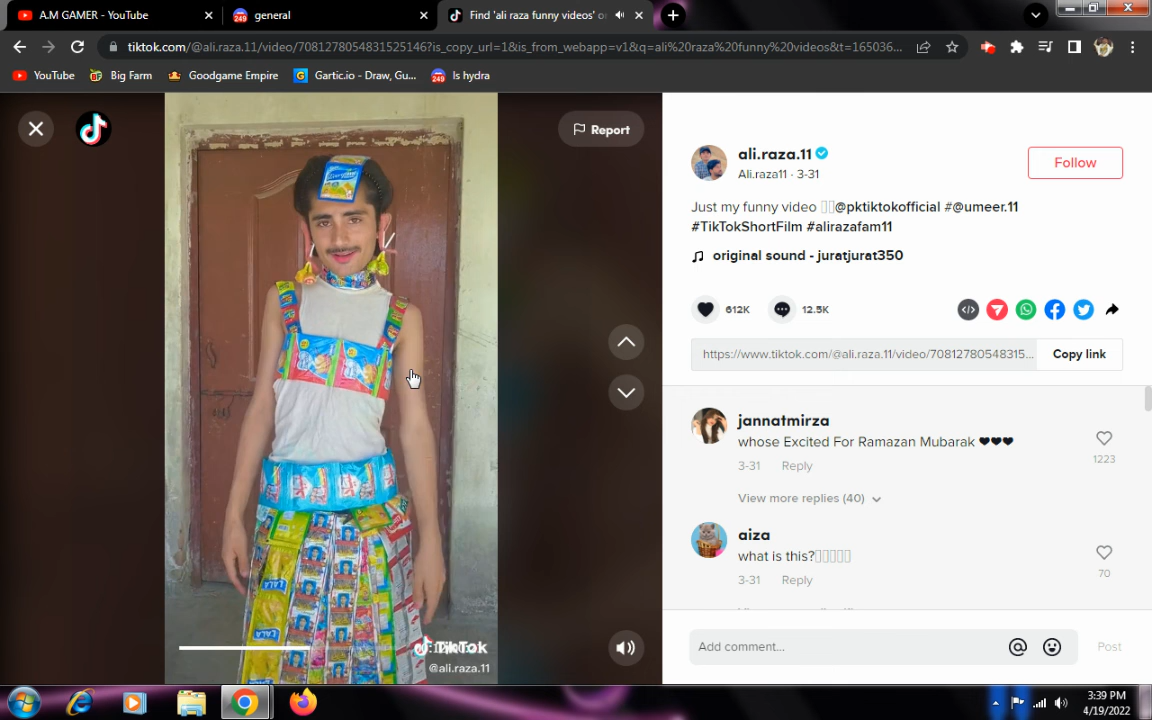 A.M GAMER - YouTube
general
Find 'ali raza funny videos' o
tiktok.com/@ali.raza.11/video/7081278054831525146?is_copy_url=1&is_from_webapp=v1&q=ali%20raza%20funny%20videos&t=165036...
YouTube
Big Farm
Goodgame Empire
Gartic.io - Draw, Gu...
Is hydra
Report
ali.raza.11
Ali.raza11 · 3-31
Follow
Just my funny video @pktiktokofficial #@umeer.11
#TikTokShortFilm #alirazafam11
original sound - juratjurat350
612K
12.5K
https://www.tiktok.com/@ali.raza.11/video/70812780548315...
Copy link
jannatmirza
whose Excited For Ramazan Mubarak ❤❤❤
1223
3-31 Reply
View more replies (40)
aiza
what is this?
70
3-31 Reply
Add comment...
Post
LALA
LALA
TikTok
@ali.raza.11
3:39 PM
4/19/2022